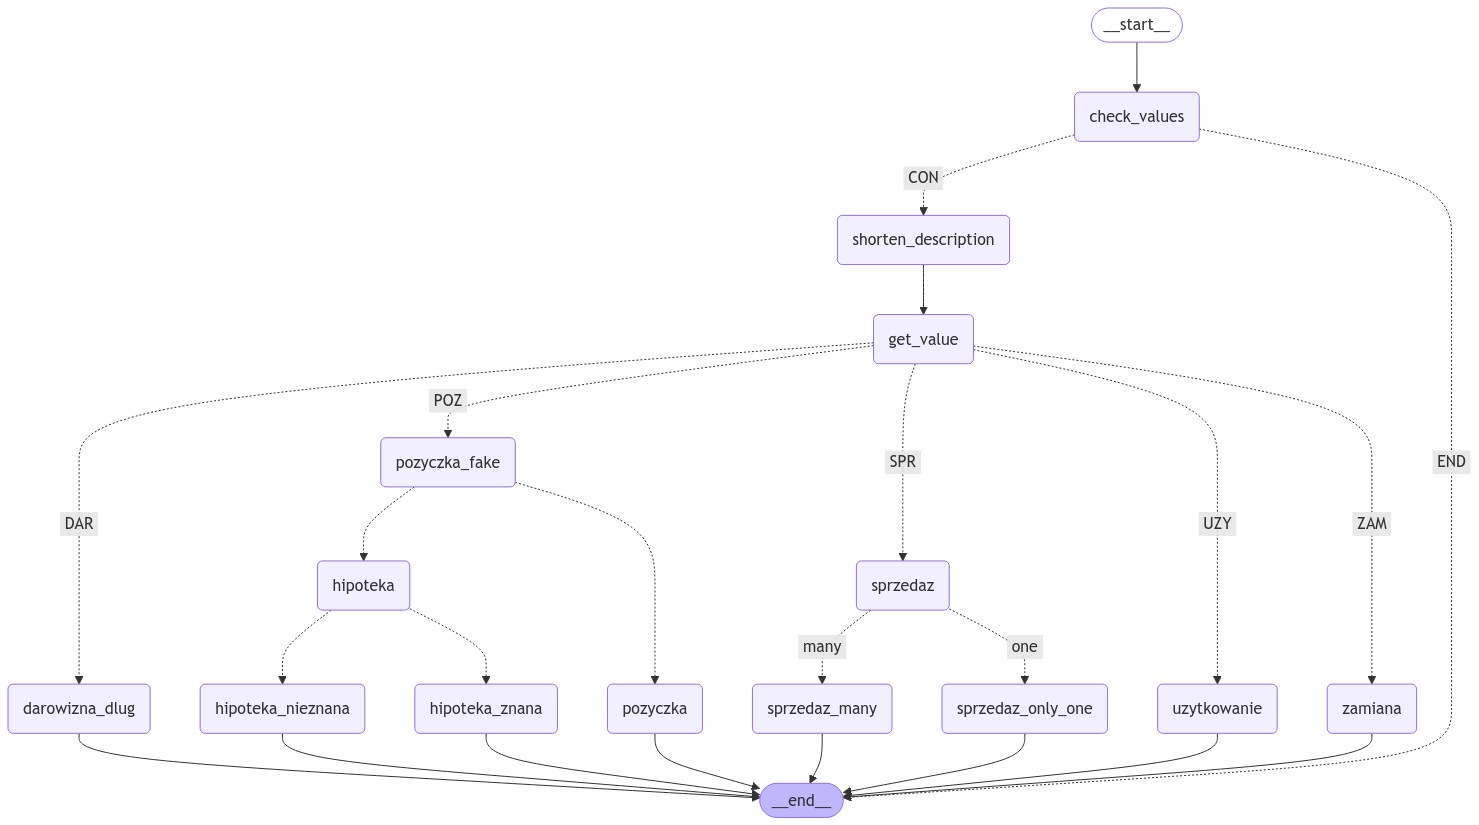 __start__
check_values
CON
shorten_description
get_value
POZ
pozyczka_fake
SPR
END
DAR
UZY
ZAM
hipoteka
sprzedaz
many
one
darowizna_dlug
hipoteka_nieznana
hipoteka_znana
pozyczka
sprzedaz_many
sprzedaz_only_one
uzytkowanie
zamiana
__end__